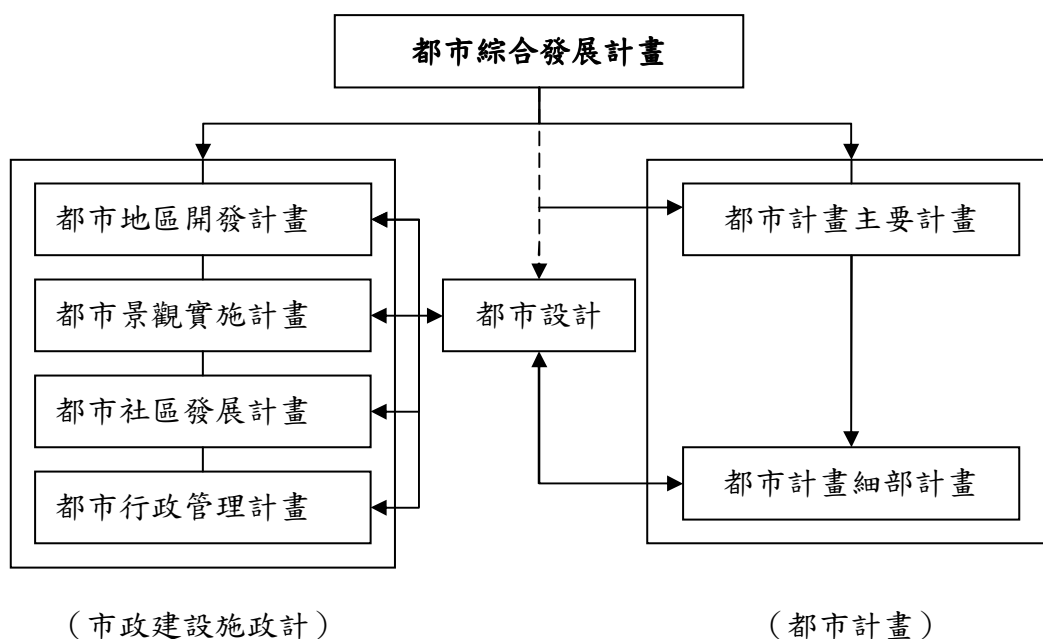 都市綜合發展計畫
都市地區開發計畫
都市景觀實施計畫
都市社區發展計畫
都市行政管理計畫
都市設計
都市計畫主要計畫
都市計畫細部計畫
（市政建設施政計）
（都市計畫）